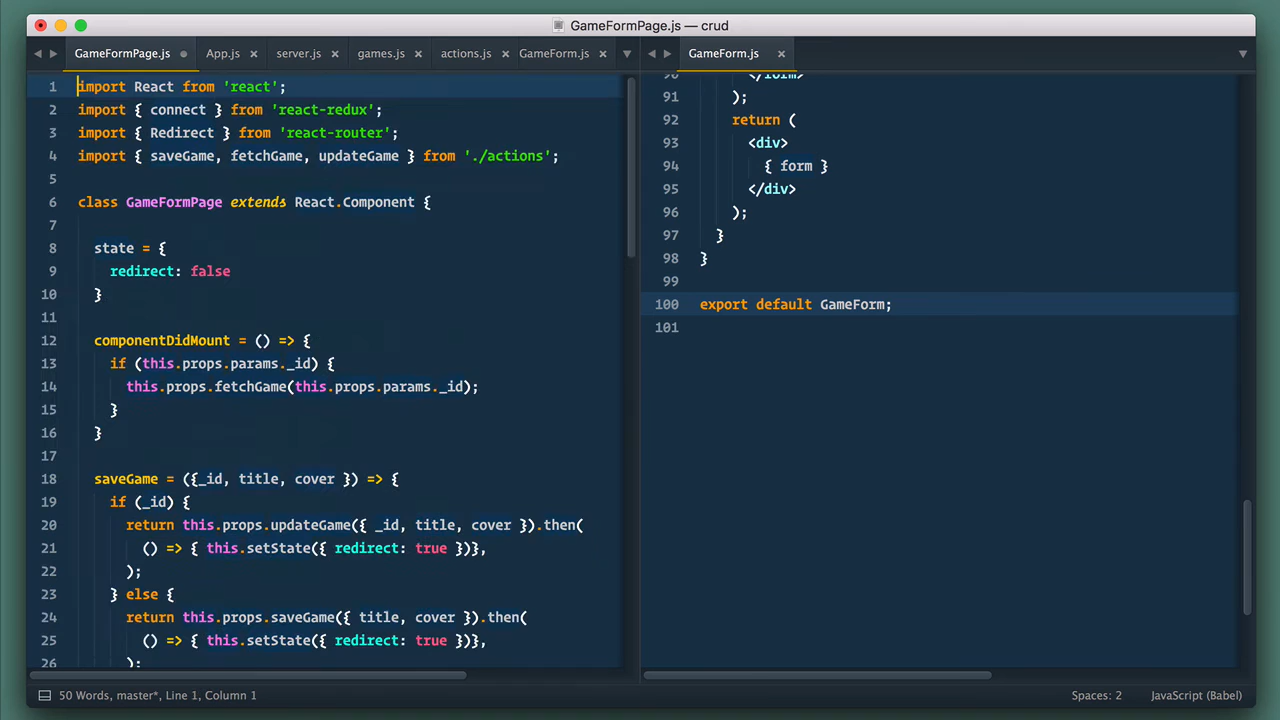 GameFormPage.js — crud
GameFormPage.js App.js server.js games.js actions.js GameForm.js
1 import React from 'react';
2 import { connect } from 'react-redux';
3 import { Redirect } from 'react-router';
4 import { saveGame, fetchGame, updateGame } from './actions';
5
6 class GameFormPage extends React.Component {
7
8 state = {
9 redirect: false
10 }
11
12 componentDidMount = () => {
13 if (this.props.params._id) {
14 this.props.fetchGame(this.props.params._id);
15 }
16 }
17
18 saveGame = ({_id, title, cover }) => {
19 if (_id) {
20 return this.props.updateGame({ _id, title, cover }).then(
21 () => { this.setState({ redirect: true })},
22 );
23 } else {
24 return this.props.saveGame({ title, cover }).then(
25 () => { this.setState({ redirect: true })},
26 );
GameForm.js
90 </form>
91 );
92 return (
93 <div>
94 { form }
95 </div>
96 );
97 }
98 }
99
100 export default GameForm;
101
50 Words, master*, Line 1, Column 1
Spaces: 2 JavaScript (Babel)